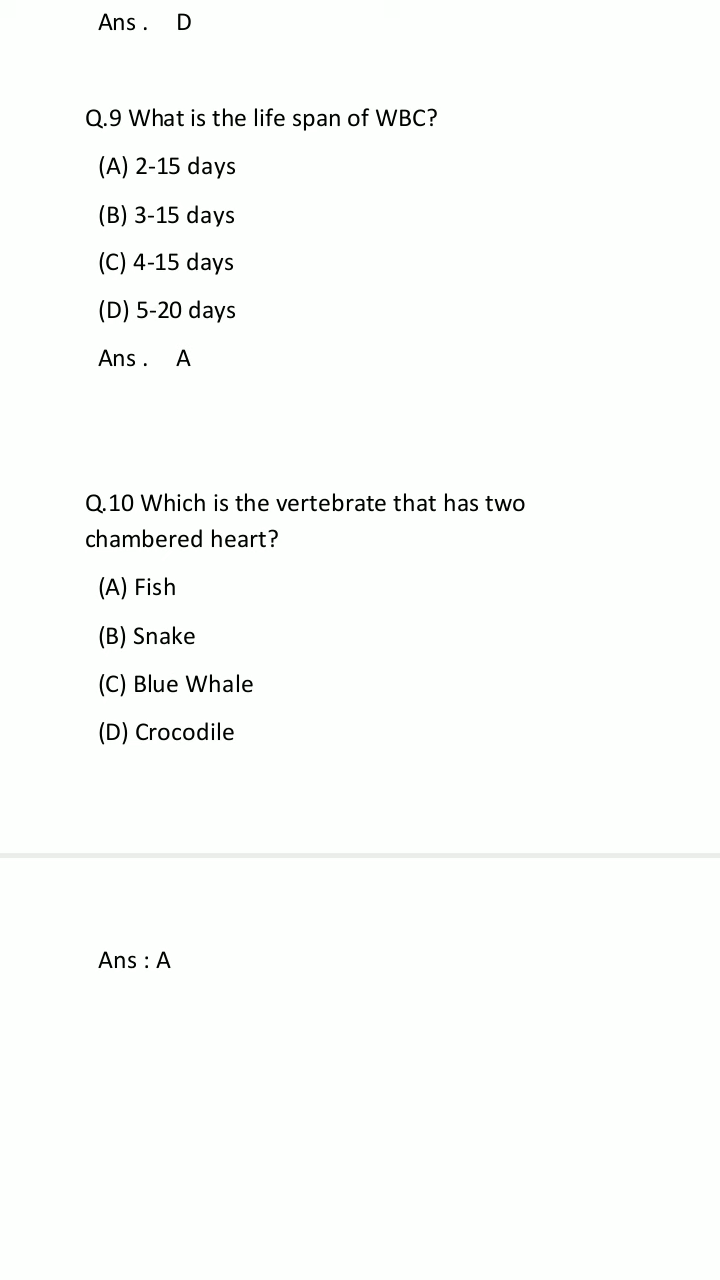 Ans .    D
Q.9 What is the life span of WBC?
(A) 2-15 days
(B) 3-15 days
(C) 4-15 days
(D) 5-20 days
Ans .    A
Q.10 Which is the vertebrate that has two
chambered heart?
(A) Fish
(B) Snake
(C) Blue Whale
(D) Crocodile
Ans : A